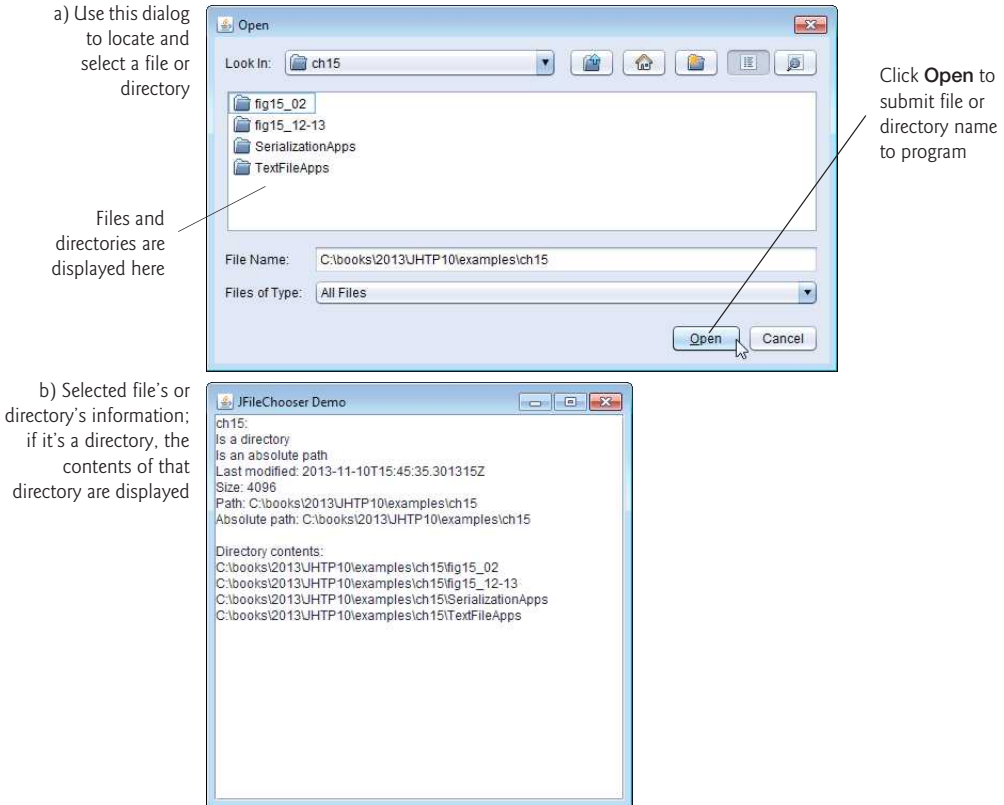 a) Use this dialog
to locate and
select a file or
directory
Open
Look In: ch15
fig15_02
fig15_12-13
SerializationApps
TextFileApps
Click Open to
submit file or
directory name
to program
Files and
directories are
displayed here
File Name: C:\books\2013\JHTP10\examples\ch15
Files of Type: All Files
Open Cancel
b) Selected file's or
directory's information;
if it's a directory, the
contents of that
directory are displayed
JFileChooser Demo
ch15:
Is a directory
Is an absolute path
Last modified: 2013-11-10T15:45:35.301315Z
Size: 4096
Path: C:\books\2013\JHTP10\examples\ch15
Absolute path: C:\books\2013\JHTP10\examples\ch15
Directory contents:
C:\books\2013\JHTP10\examples\ch15\fig15_02
C:\books\2013\JHTP10\examples\ch15\fig15_12-13
C:\books\2013\JHTP10\examples\ch15\SerializationApps
C:\books\2013\JHTP10\examples\ch15\TextFileApps